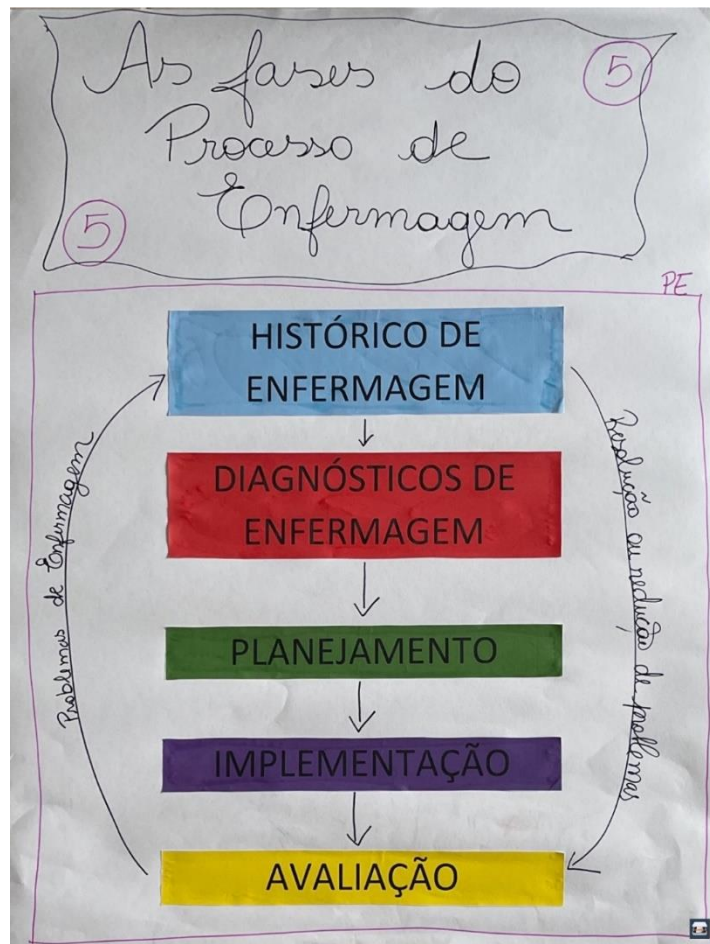 As fases do
5
Processo de
Enfermagem
5
PE
HISTÓRICO DE
ENFERMAGEM
DIAGNÓSTICOS DE
ENFERMAGEM
PLANEJAMENTO
IMPLEMENTAÇÃO
AVALIAÇÃO
Problemas de Enfermagem
Resolução ou redução de problemas